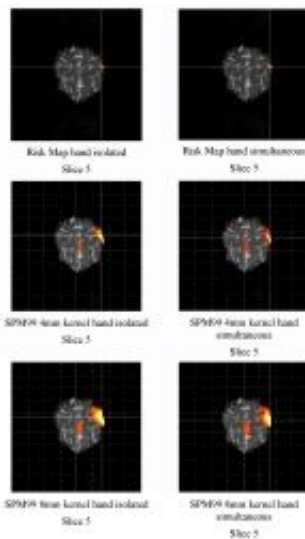 Risk Map hand isolated
Slice 5
Risk Map hand simultaneous
Slice 5
SPM99 4mm kernel hand isolated
Slice 5
SPM99 4mm kernel hand
simultaneous
Slice 5
SPM99 8mm kernel hand isolated
Slice 5
SPM99 8mm kernel hand
simultaneous
Slice 5